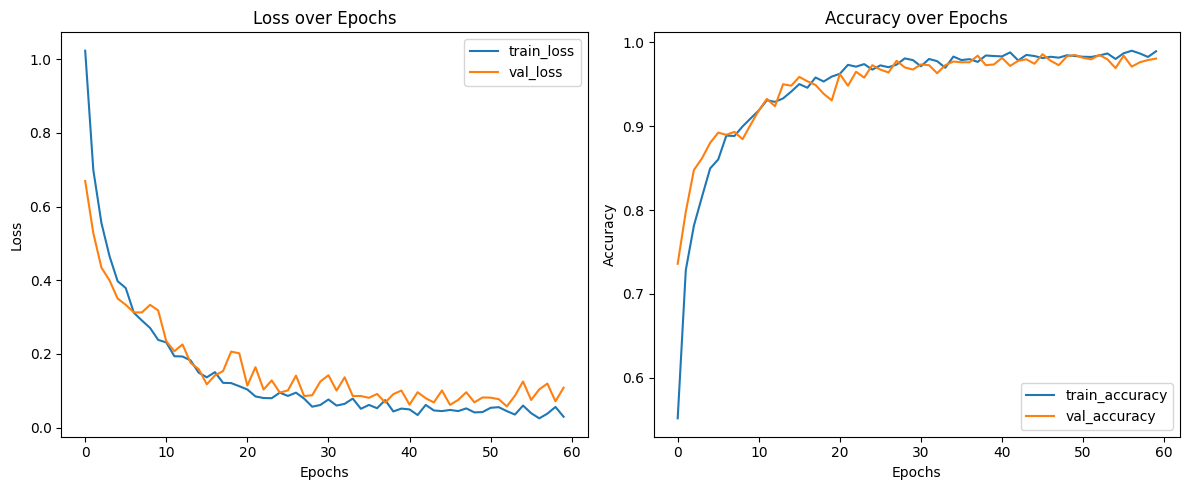 Loss over Epochs
train_loss
val_loss
1.0
0.8
0.6
0.4
0.2
0.0
Loss
0
10
20
30
40
50
60
Epochs
Accuracy over Epochs
1.0
0.9
0.8
0.7
0.6
Accuracy
train_accuracy
val_accuracy
0
10
20
30
40
50
60
Epochs